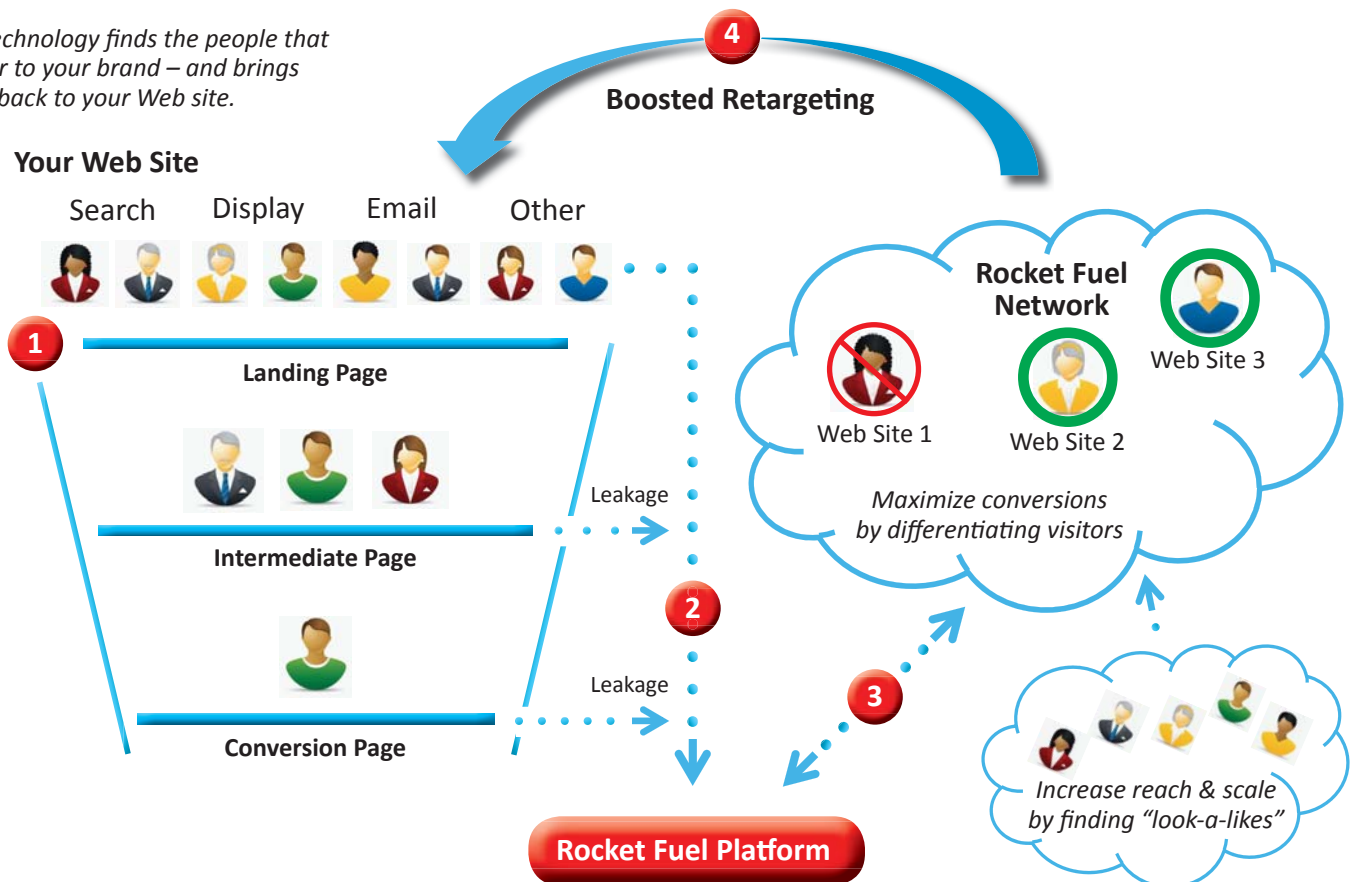 echnology finds the people that
r to your brand – and brings
back to your Web site.
4
Boosted Retargeting
Your Web Site
Search Display Email Other
1
Landing Page
Rocket Fuel
Network
Web Site 3
Web Site 1
Web Site 2
Leakage
Intermediate Page
Maximize conversions
by differentiating visitors
2
Leakage
3
Conversion Page
Increase reach & scale
by finding “look-a-likes”
Rocket Fuel Platform